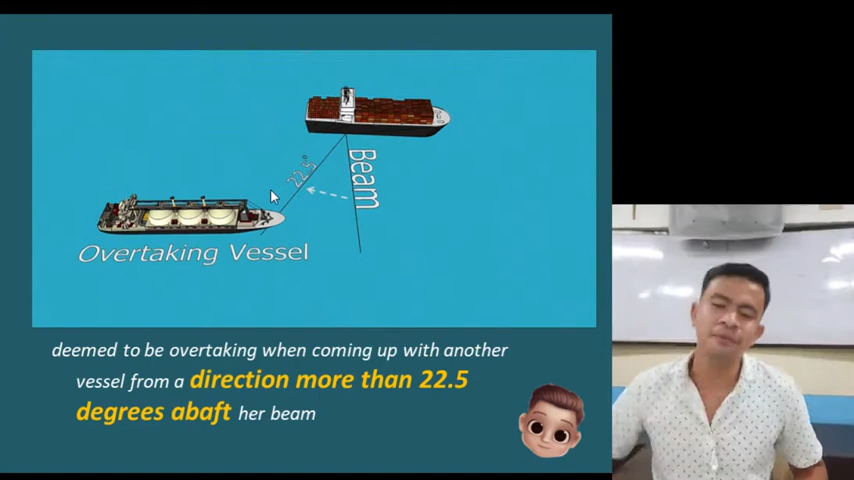 22.5°
Beam
Overtaking Vessel
deemed to be overtaking when coming up with another
vessel from a direction more than 22.5
degrees abaft her beam